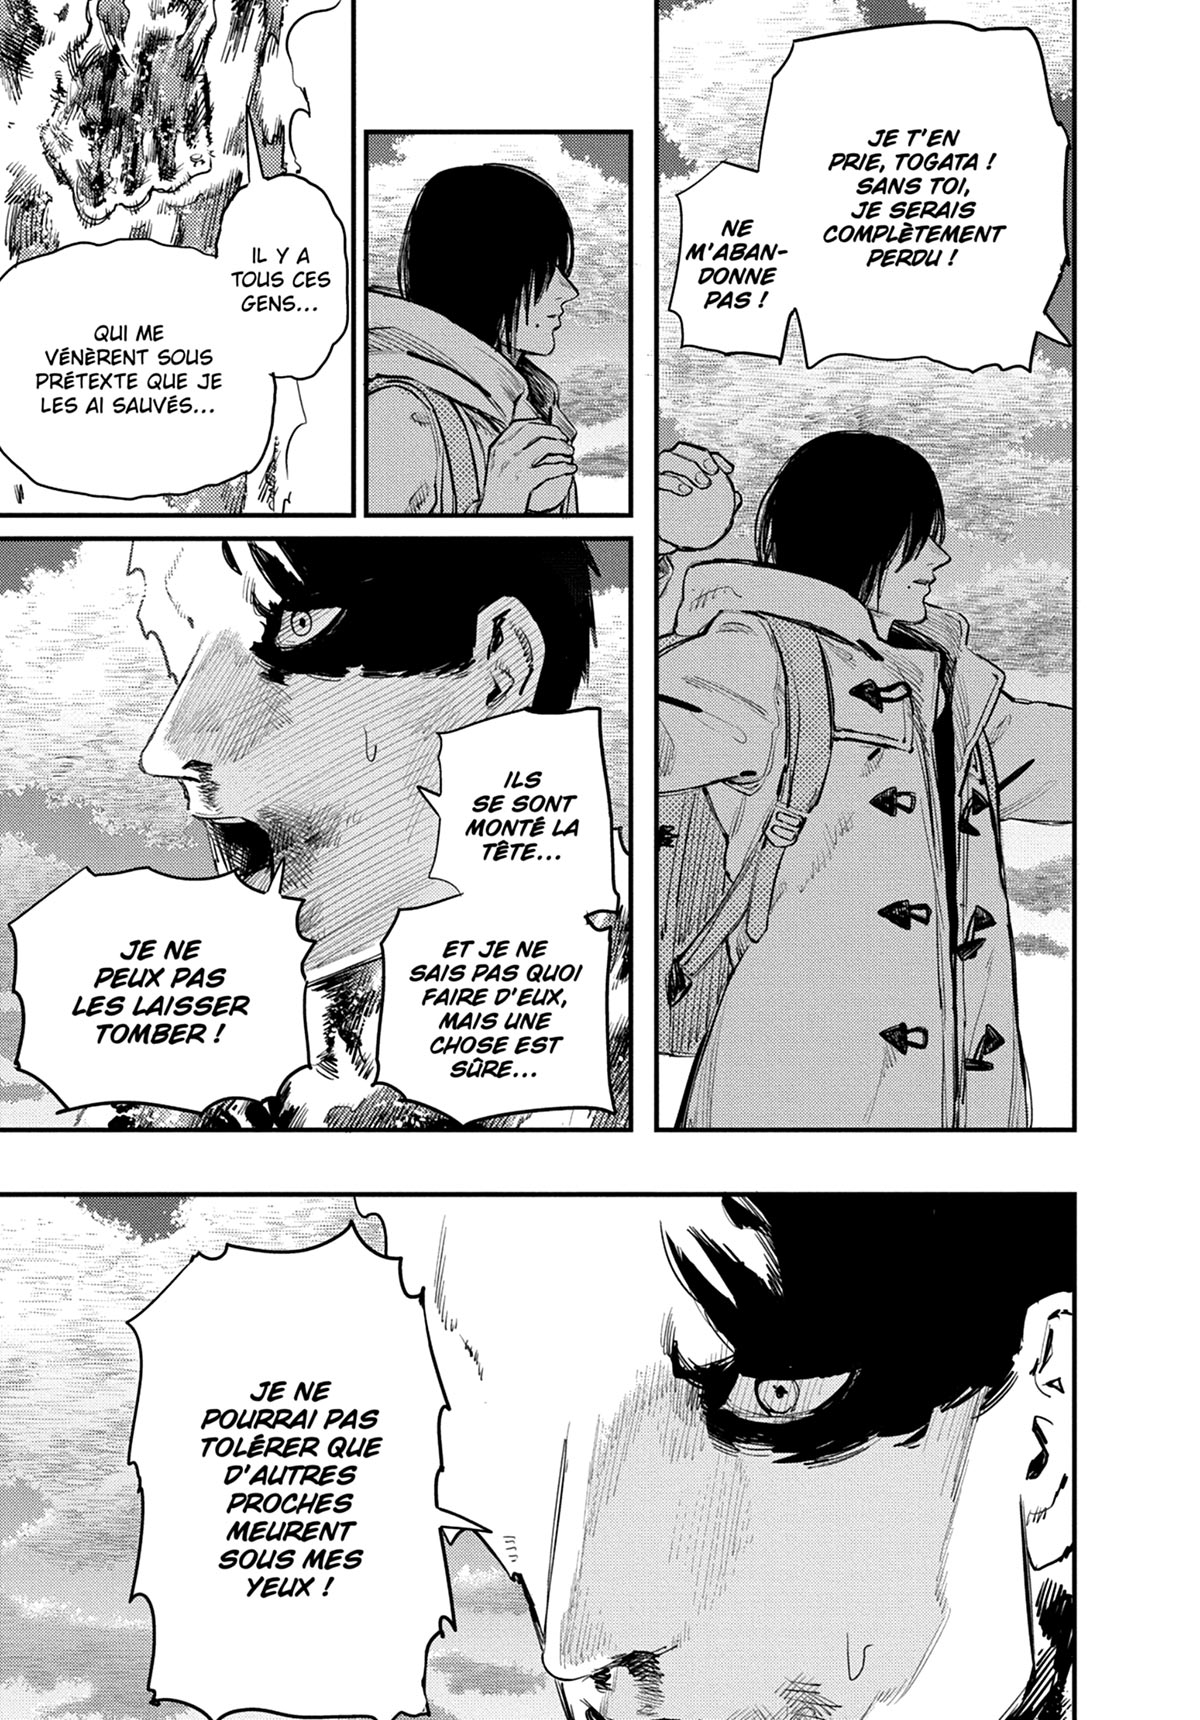 JE T'EN
PRIE, TOGATA !
SANS TOI,
JE SERAIS
COMPLÈTEMENT
PERDU !
NE
M'ABAN-
DONNE
PAS !
IL Y A
TOUS CES
GENS...
QUI ME
VÉNÈRENT SOUS
PRÉTEXTE QUE JE
LES AI SAUVÉS...
ILS
SE SONT
MONTÉ LA
TÊTE...
ET JE NE
SAIS PAS QUOI
FAIRE D'EUX,
MAIS UNE
CHOSE EST
SÛRE...
JE NE
PEUX PAS
LES LAISSER
TOMBER !
JE NE
POURRAI PAS
TOLÉRER QUE
D'AUTRES
PROCHES
MEURENT
SOUS MES
YEUX !